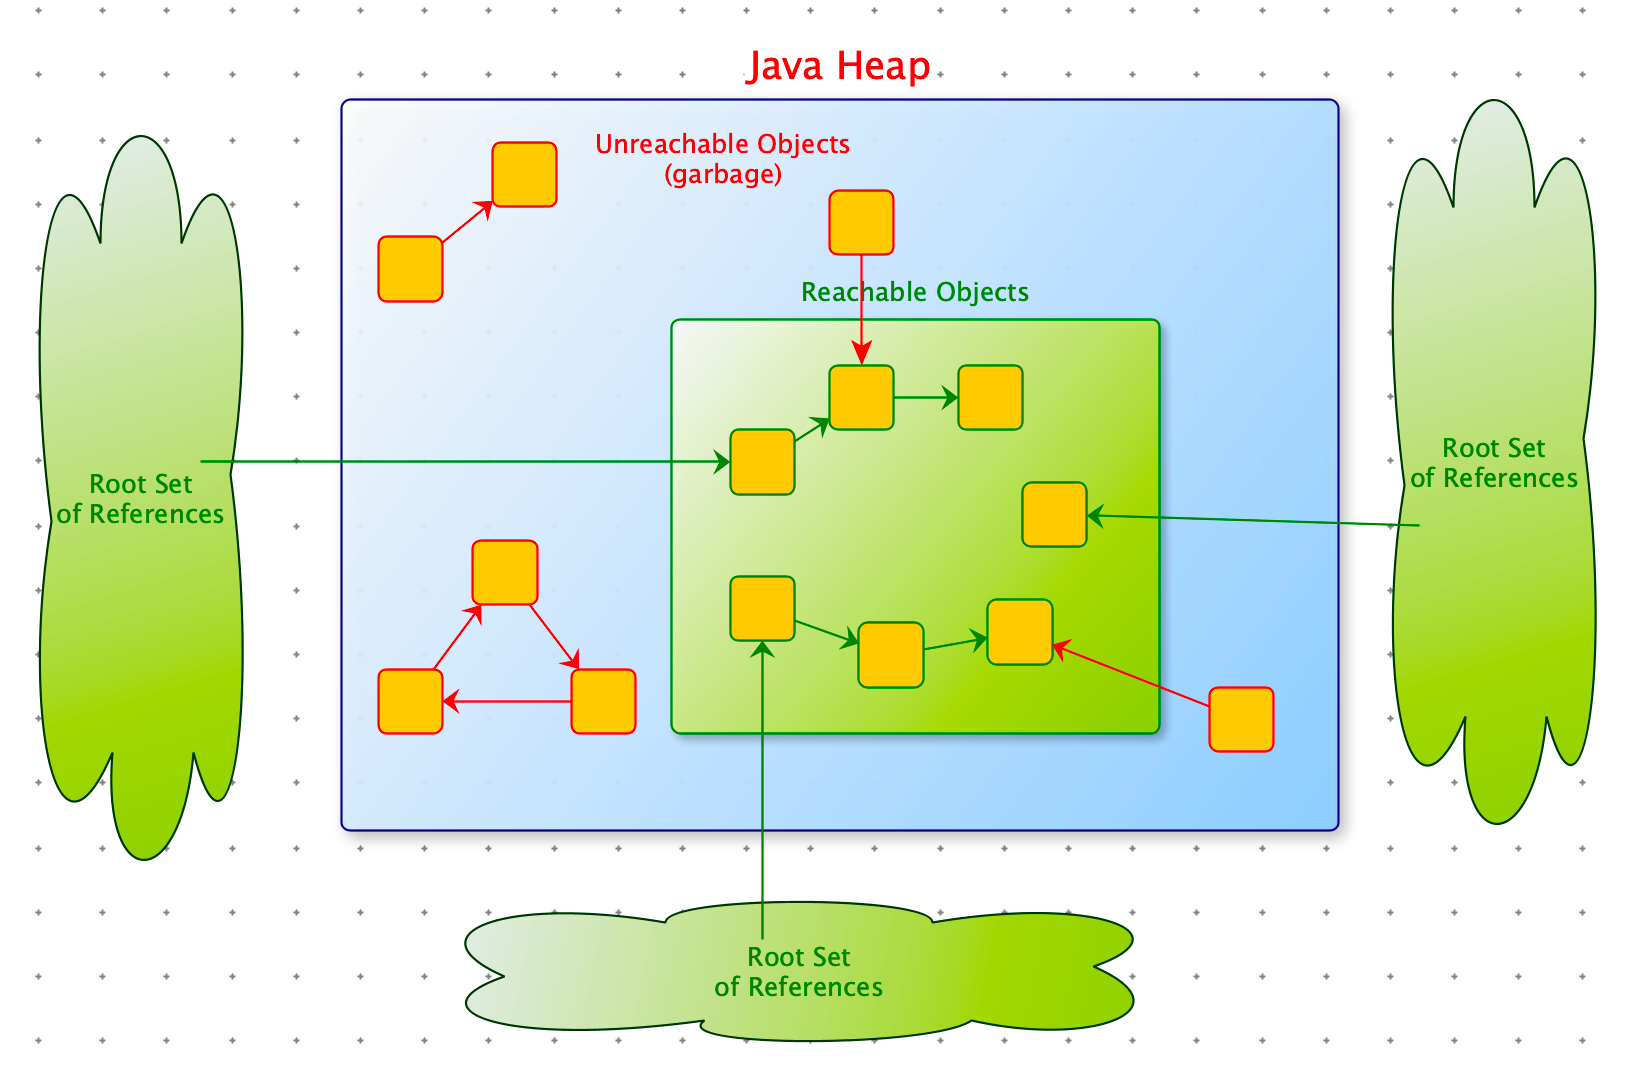 Java Heap
Unreachable Objects
(garbage)
Reachable Objects
Root Set
of References
Root Set
of References
Root Set
of References